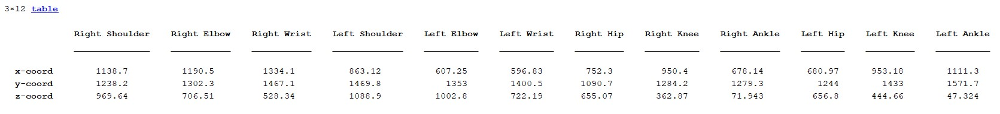 3×12 table
Right Shoulder Right Elbow Right Wrist Left Shoulder Left Elbow Left Wrist Right Hip Right Knee Right Ankle Left Hip Left Knee Left Ankle
x-coord 1138.7 1190.5 1334.1 863.12 607.25 596.83 752.3 950.4 678.14 680.97 953.18 1111.3
y-coord 1238.2 1302.3 1467.1 1469.8 1353 1400.5 1090.7 1284.2 1279.3 1244 1433 1571.7
z-coord 969.64 706.51 528.34 1088.9 1002.8 722.19 655.07 362.87 71.943 656.8 444.66 47.324